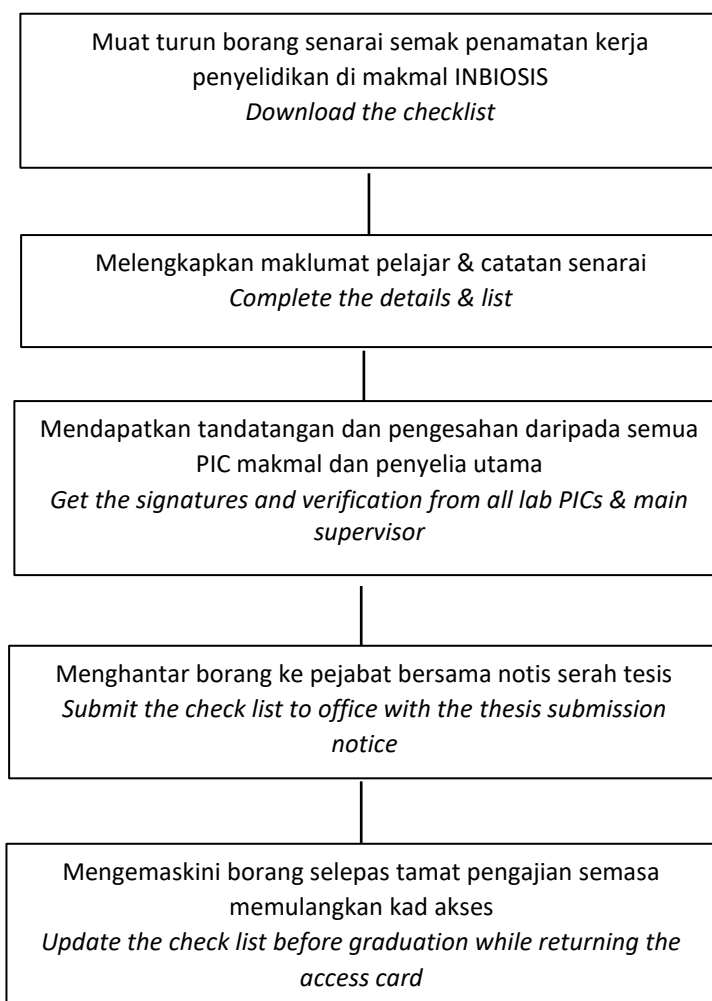 Muat turun borang senarai semak penamatan kerja
penyelidikan di makmal INBIOSIS
Download the checklist
Melengkapkan maklumat pelajar & catatan senarai
Complete the details & list
Mendapatkan tandatangan dan pengesahan daripada semua
PIC makmal dan penyelia utama
Get the signatures and verification from all lab PICs & main
supervisor
Menghantar borang ke pejabat bersama notis serah tesis
Submit the check list to office with the thesis submission
notice
Mengemaskini borang selepas tamat pengajian semasa
memulangkan kad akses
Update the check list before graduation while returning the
access card